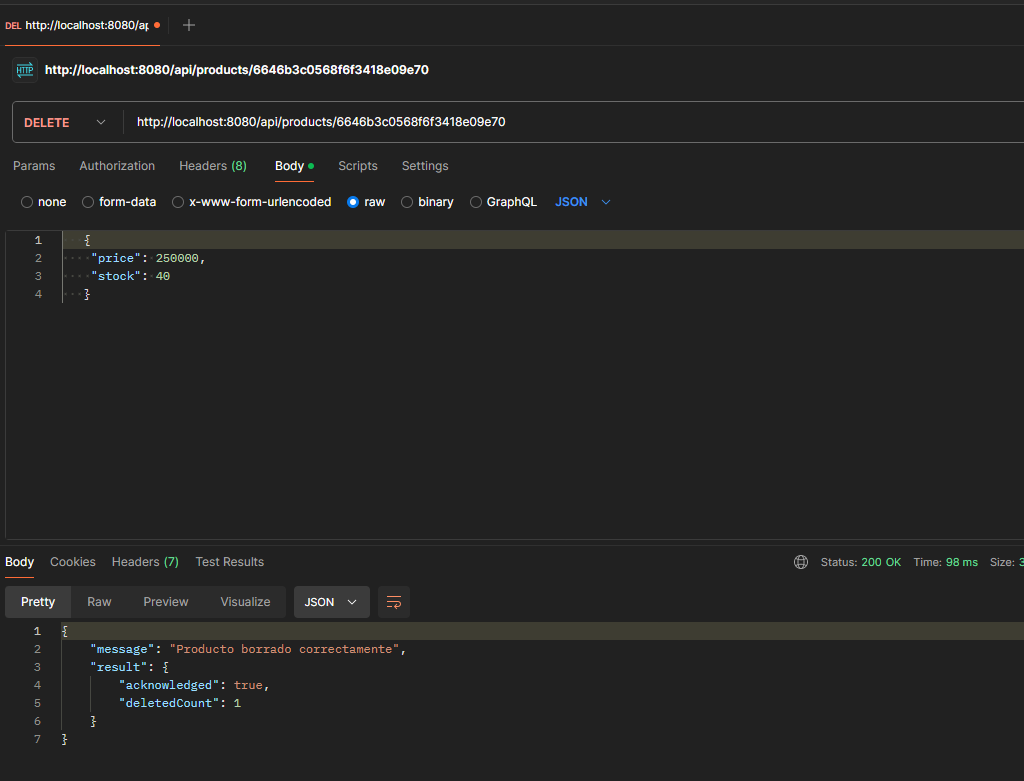 DEL http://localhost:8080/ap
HTTP http://localhost:8080/api/products/6646b3c0568f6f3418e09e70
DELETE http://localhost:8080/api/products/6646b3c0568f6f3418e09e70
Params Authorization Headers (8) Body Scripts Settings
none form-data x-www-form-urlencoded raw binary GraphQL JSON
1 {
2 "price": 250000,
3 "stock": 40
4 }
Body Cookies Headers (7) Test Results Status: 200 OK Time: 98 ms Size: 3
Pretty Raw Preview Visualize JSON
1 {
2 "message": "Producto borrado correctamente",
3 "result": {
4 "acknowledged": true,
5 "deletedCount": 1
6 }
7 }